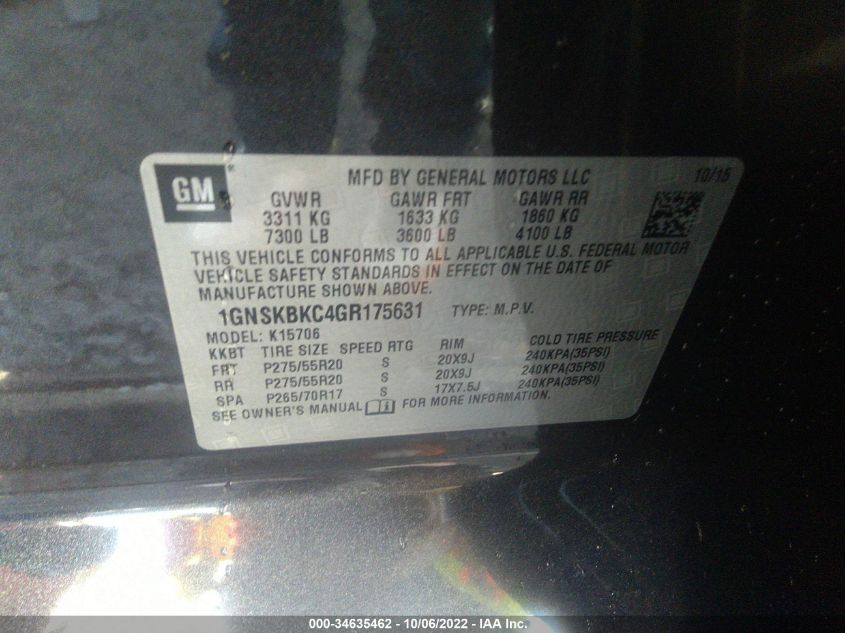 GM
MFD BY GENERAL MOTORS LLC 10/15
GVWR GAWR FRT GAWR RR
3311 KG 1633 KG 1860 KG
7300 LB 3600 LB 4100 LB
THIS VEHICLE CONFORMS TO ALL APPLICABLE U.S. FEDERAL MOTOR
VEHICLE SAFETY STANDARDS IN EFFECT ON THE DATE OF
MANUFACTURE SHOWN ABOVE.
1GNSKBKC4GR175631 TYPE: M.P.V.
MODEL: K15706
KKBT TIRE SIZE SPEED RTG RIM COLD TIRE PRESSURE
FRT P275/55R20 S 20X9J 240KPA(35PSI)
RR P275/55R20 S 20X9J 240KPA(35PSI)
SPA P265/70R17 S 17X7.5J 240KPA(35PSI)
SEE OWNER'S MANUAL FOR MORE INFORMATION.
000-34635462 - 10/06/2022 - IAA Inc.